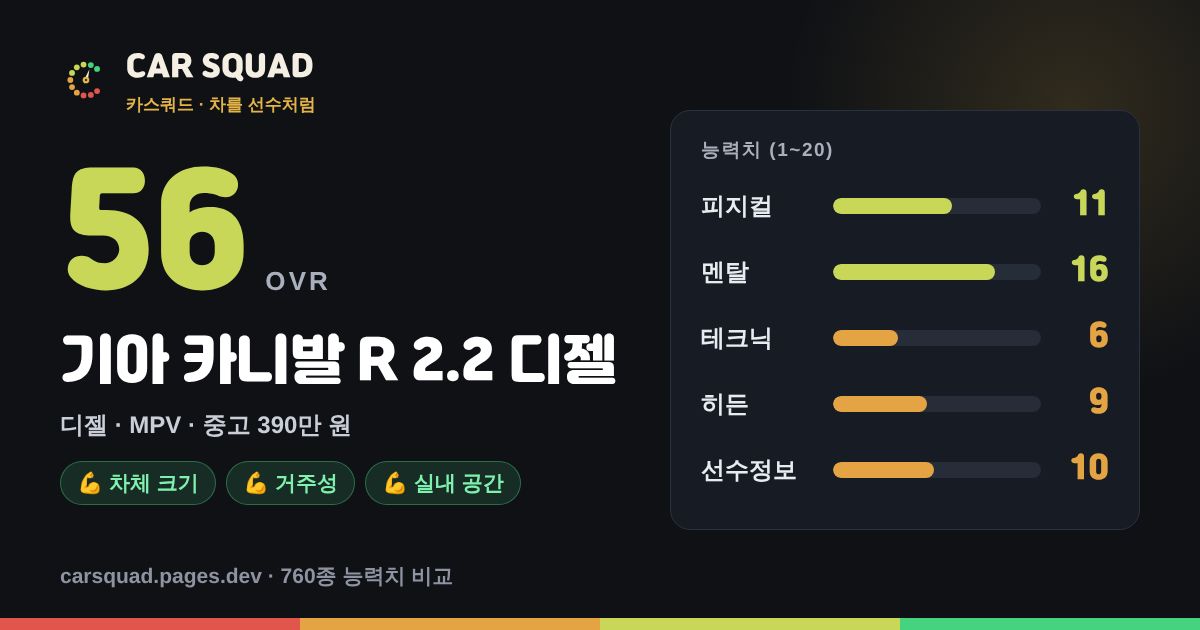 CAR SQUAD
카스쿼드 · 차를 선수처럼
56 OVR
기아 카니발 R 2.2 디젤
디젤 · MPV · 중고 390만 원
💪 차체 크기 💪 거주성 💪 실내 공간
carsquad.pages.dev · 760종 능력치 비교
능력치 (1~20)
피지컬 11
멘탈 16
테크닉 6
히든 9
선수정보 10